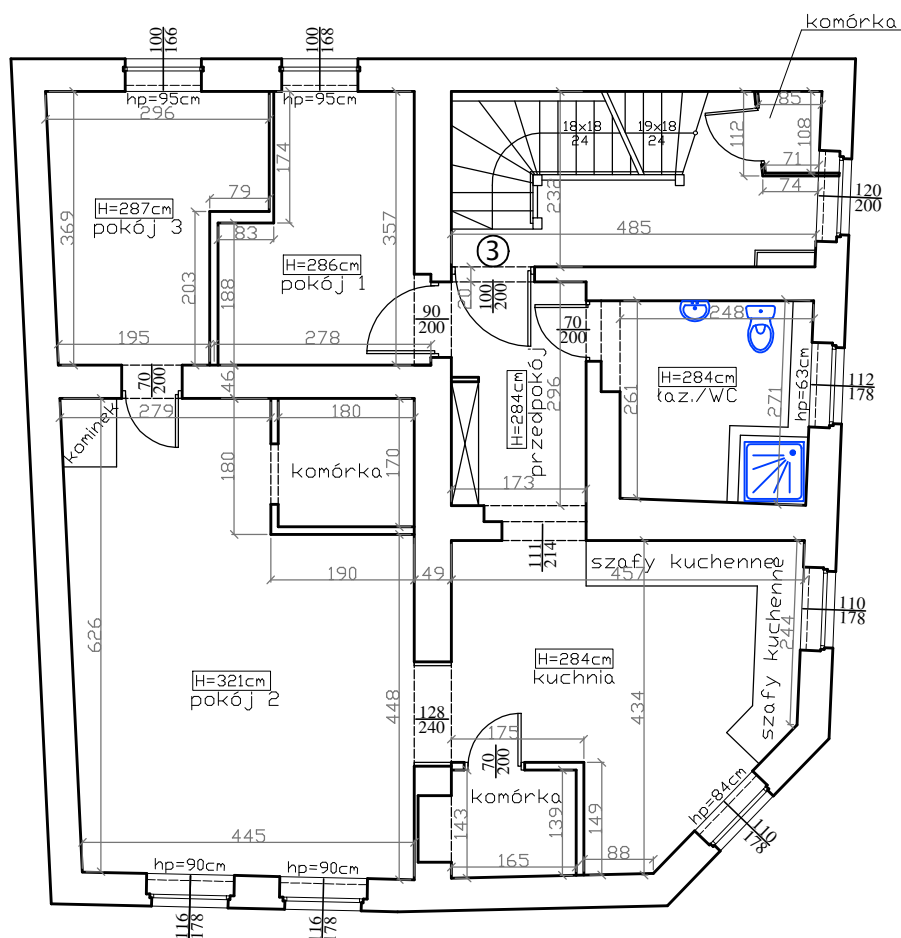 komórka
100
166
100
168
hp=95cm
hp=95cm
296
85
174
18x18
24
19x18
24
112
108
71
74
120
200
79
H=287cm
pokój 3
369
83
357
232
485
203
188
H=286cm
pokój 1
3
201
100
200
90
200
70
200
248
195
278
46
70
200
H=284cm
przedpokój
296
H=284cm
łaz./WC
261
271
hp=63cm
112
178
kominek
279
180
180
komórka
170
173
111
214
szafy kuchenne
190
49
457
szafy kuchenne
244
110
178
626
H=321cm
pokój 2
448
H=284cm
kuchnia
434
128
240
175
70
200
komórka
143
139
149
165
88
hp=84cm
110
178
445
hp=90cm
hp=90cm
116
178
116
178